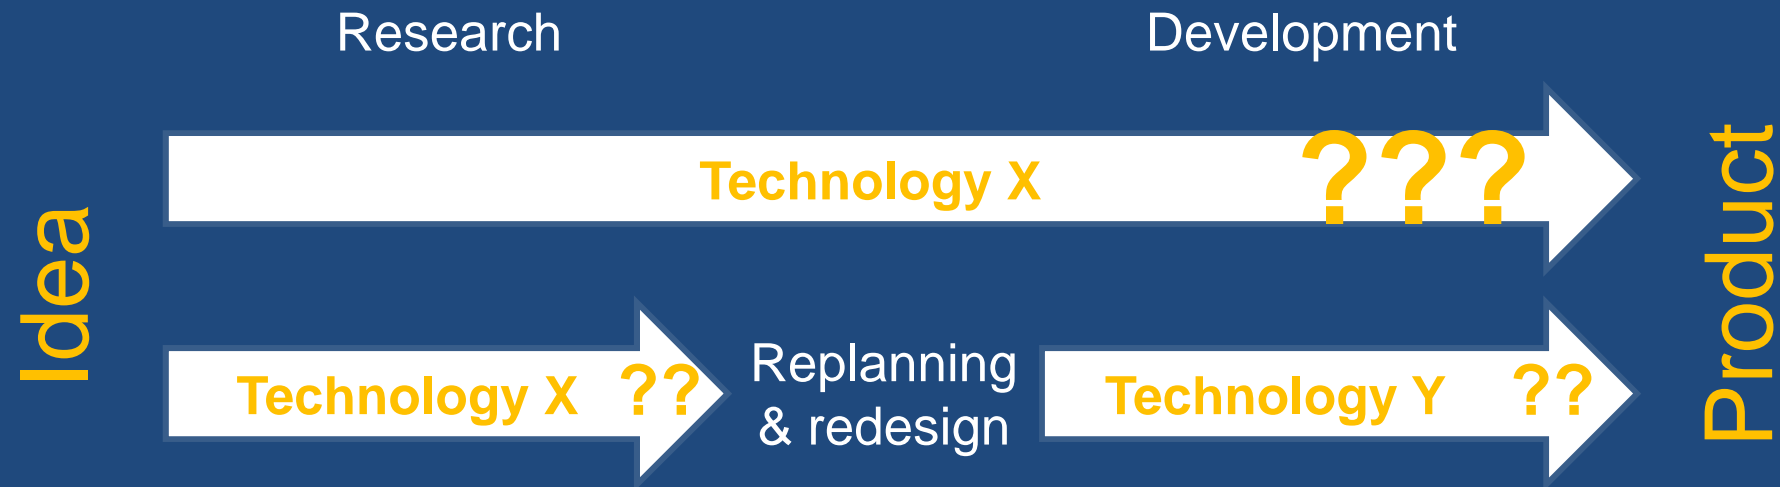 Research
Development
Idea
Technology X ???
Technology X ??
Replanning
& redesign
Technology Y ??
Product